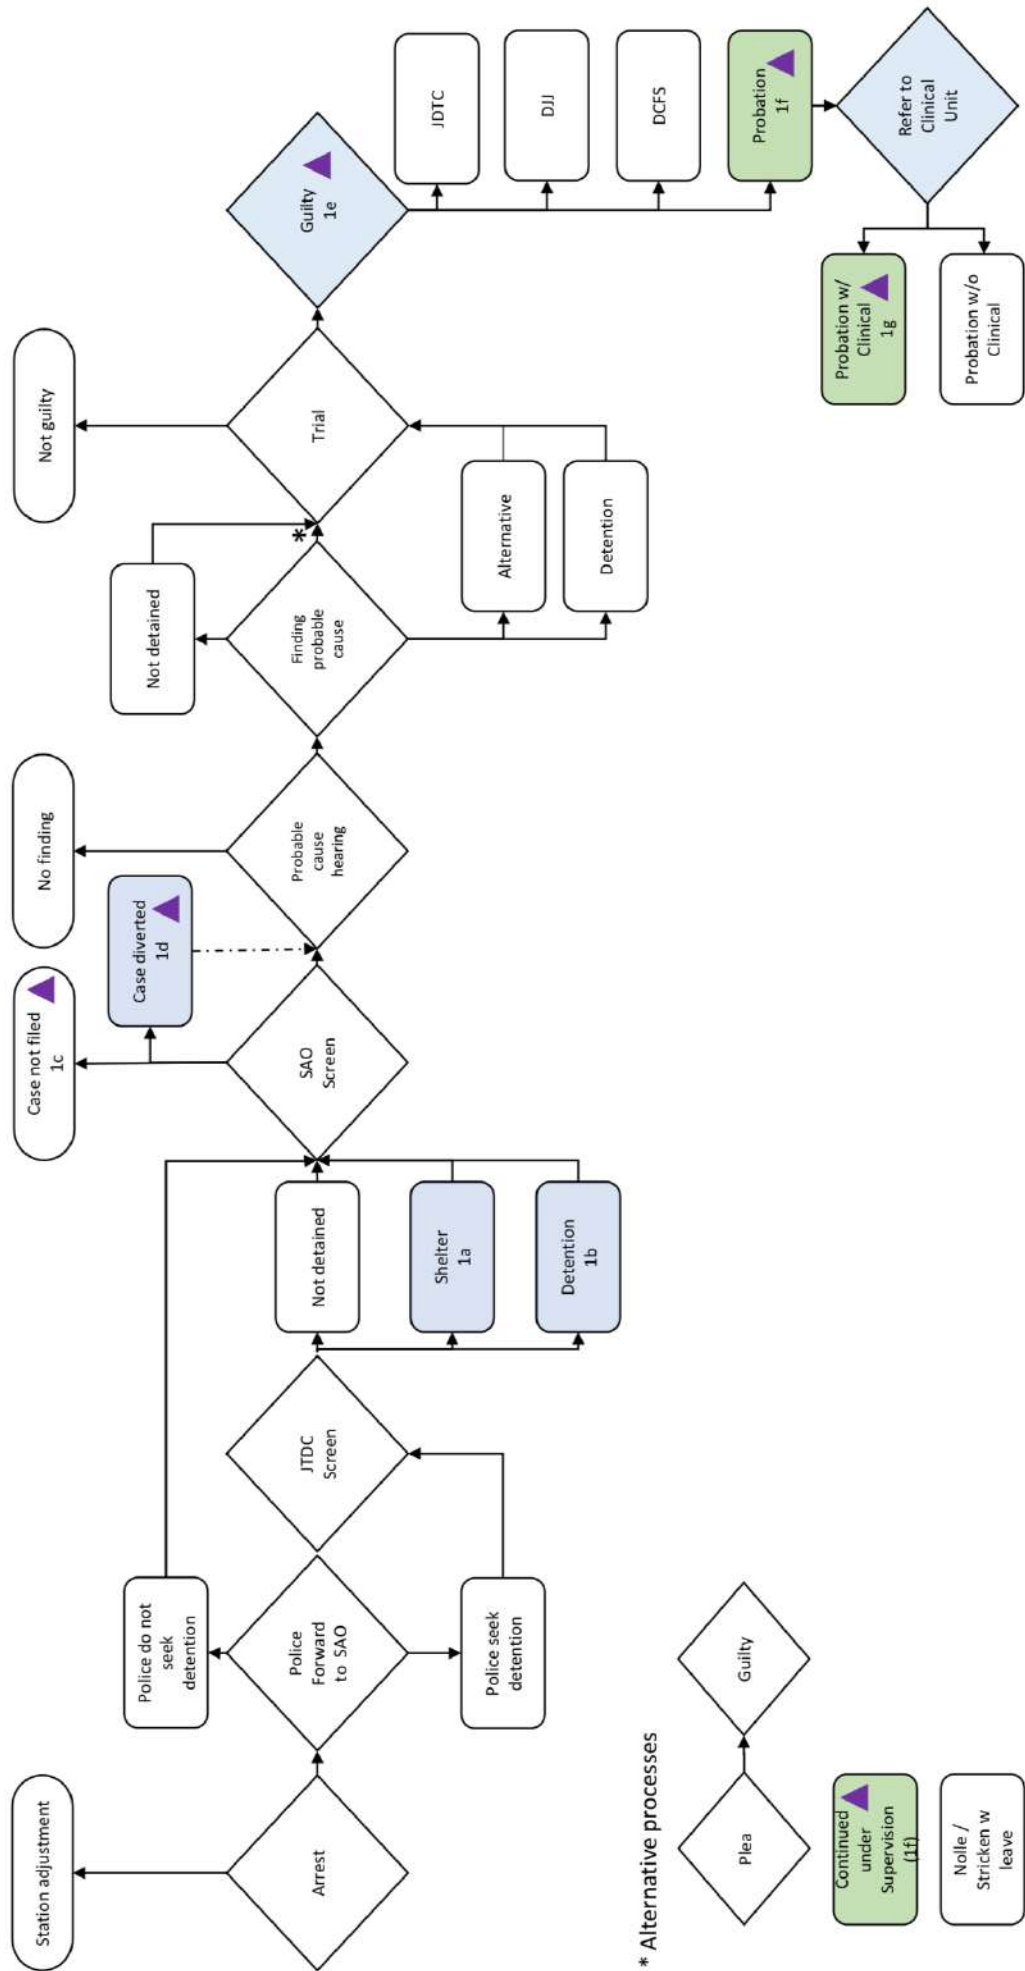 Station adjustment
Arrest
Police do not
seek
detention
Police
Forward
to SAO
Police seek
detention
JTDC
Screen
Not detained
Shelter
1a
Detention
1b
SAO
Screen
Case not filed
1c
Case diverted
1d
No finding
Probable
cause
hearing
Not detained
Finding
probable
cause
*
Alternative
Detention
Not guilty
Trial
Guilty
1e
JDTC
DJJ
DCFS
Probation
1f
Refer to
Clinical
Unit
Probation w/
Clinical
1g
Probation w/o
Clinical
* Alternative processes
Plea
Guilty
Continued
under
Supervision
(1f)
Nolle /
Stricken w
leave